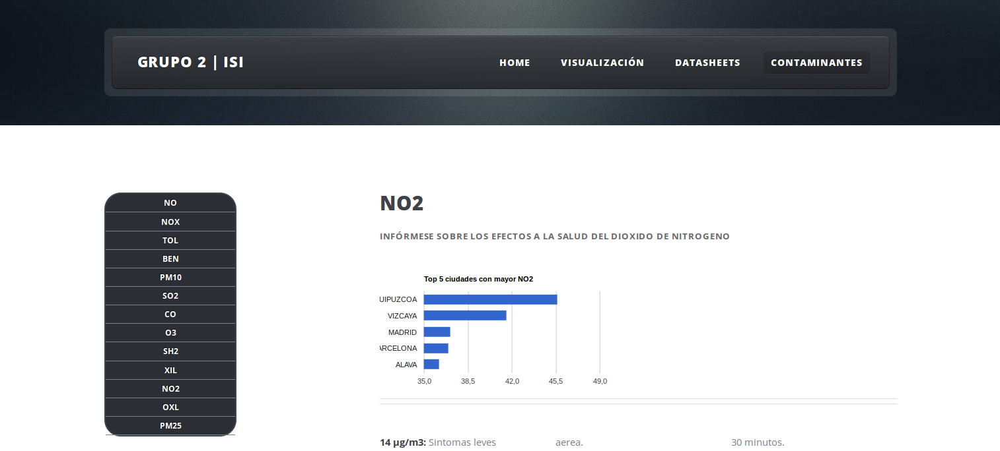 GRUPO 2 | ISI
HOME VISUALIZACIÓN DATASHEETS CONTAMINANTES
NO
NOX
TOL
BEN
PM10
SO2
CO
O3
SH2
XIL
NO2
OXL
PM25
NO2
INFÓRMESE SOBRE LOS EFECTOS A LA SALUD DEL DIOXIDO DE NITROGENO
Top 5 ciudades con mayor NO2
UIPUZCOA
VIZCAYA
MADRID
ARCELONA
ALAVA
35,0 38,5 42,0 45,5 49,0
14 µg/m3: Sintomas leves
aerea.
30 minutos.